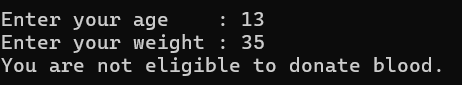 Enter your age    : 13
Enter your weight : 35
You are not eligible to donate blood.